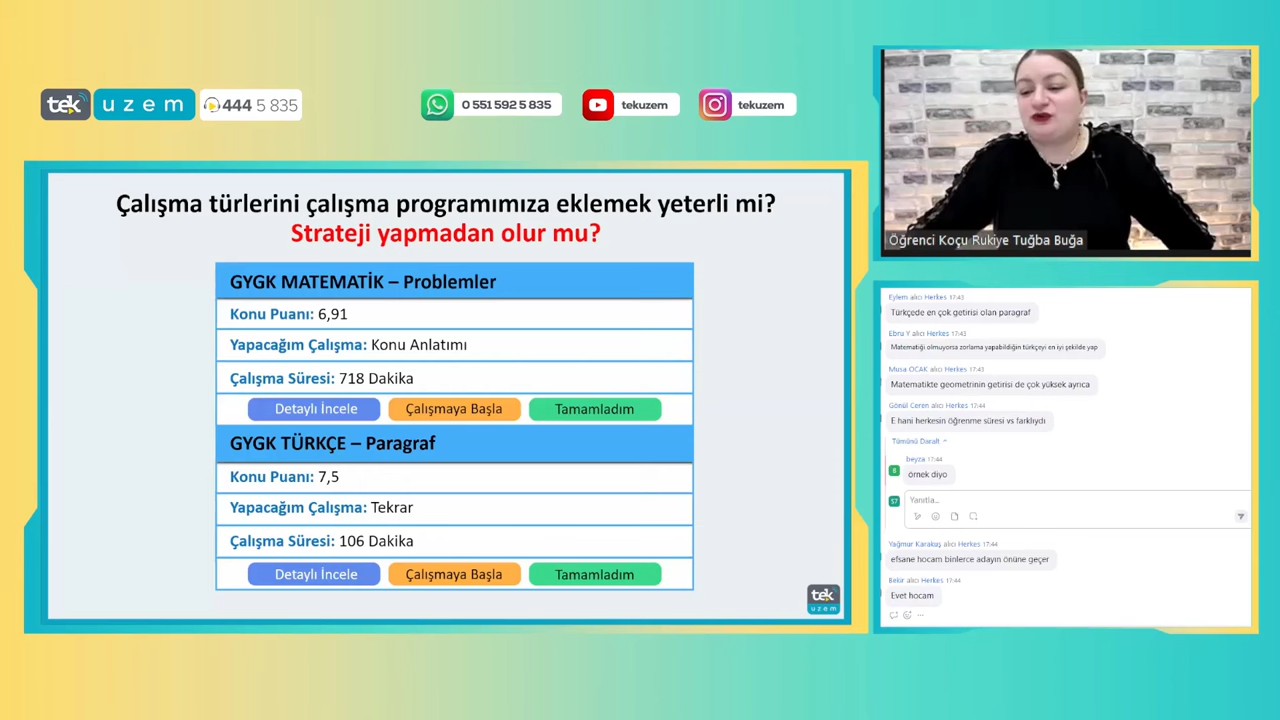 tek uzem 444 5 835
0 551 592 5 835
tekuzem
tekuzem
Çalışma türlerini çalışma programımıza eklemek yeterli mi?
Strateji yapmadan olur mu?
GYGK MATEMATİK – Problemler
Konu Puanı: 6,91
Yapacağım Çalışma: Konu Anlatımı
Çalışma Süresi: 718 Dakika
Detaylı İncele Çalışmaya Başla Tamamladım
GYGK TÜRKÇE – Paragraf
Konu Puanı: 7,5
Yapacağım Çalışma: Tekrar
Çalışma Süresi: 106 Dakika
Detaylı İncele Çalışmaya Başla Tamamladım
tek
uzem
Öğrenci Koçu Rukiye Tuğba Buğa
Eylem alıcı Herkes 17:43
Türkçede en çok getirisi olan paragraf
Ebru Y alıcı Herkes 17:43
Matematiği olmuyorsa zorlama yapabildiğin türkçeyi en iyi şekilde yap
Musa OCAK alıcı Herkes 17:43
Matematikte geometrinin getirisi de çok yüksek ayrıca
Gönül Ceren alıcı Herkes 17:44
E hani herkesin öğrenme süresi vs farklıydı
Tümünü Daralt
beyza 17:44
örnek diyo
Yanıtla...
Yağmur Karakuş alıcı Herkes 17:44
efsane hocam binlerce adayın önüne geçer
Bekir alıcı Herkes 17:44
Evet hocam